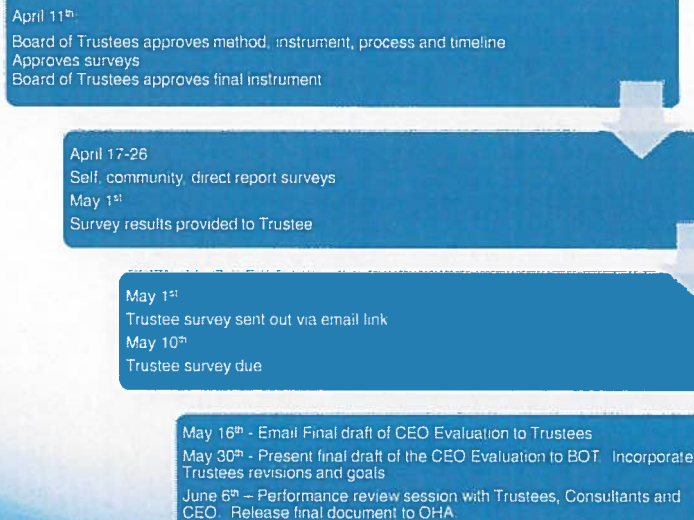 April 11th
Board of Trustees approves method, instrument, process and timeline
Approves surveys
Board of Trustees approves final instrument
April 17-26
Self, community, direct report surveys
May 1st
Survey results provided to Trustee
May 1st
Trustee survey sent out via email link
May 10th
Trustee survey due
May 16th - Email Final draft of CEO Evaluation to Trustees
May 30th - Present final draft of the CEO Evaluation to BOT. Incorporate
Trustees revisions and goals
June 6th – Performance review session with Trustees, Consultants and
CEO. Release final document to OHA.